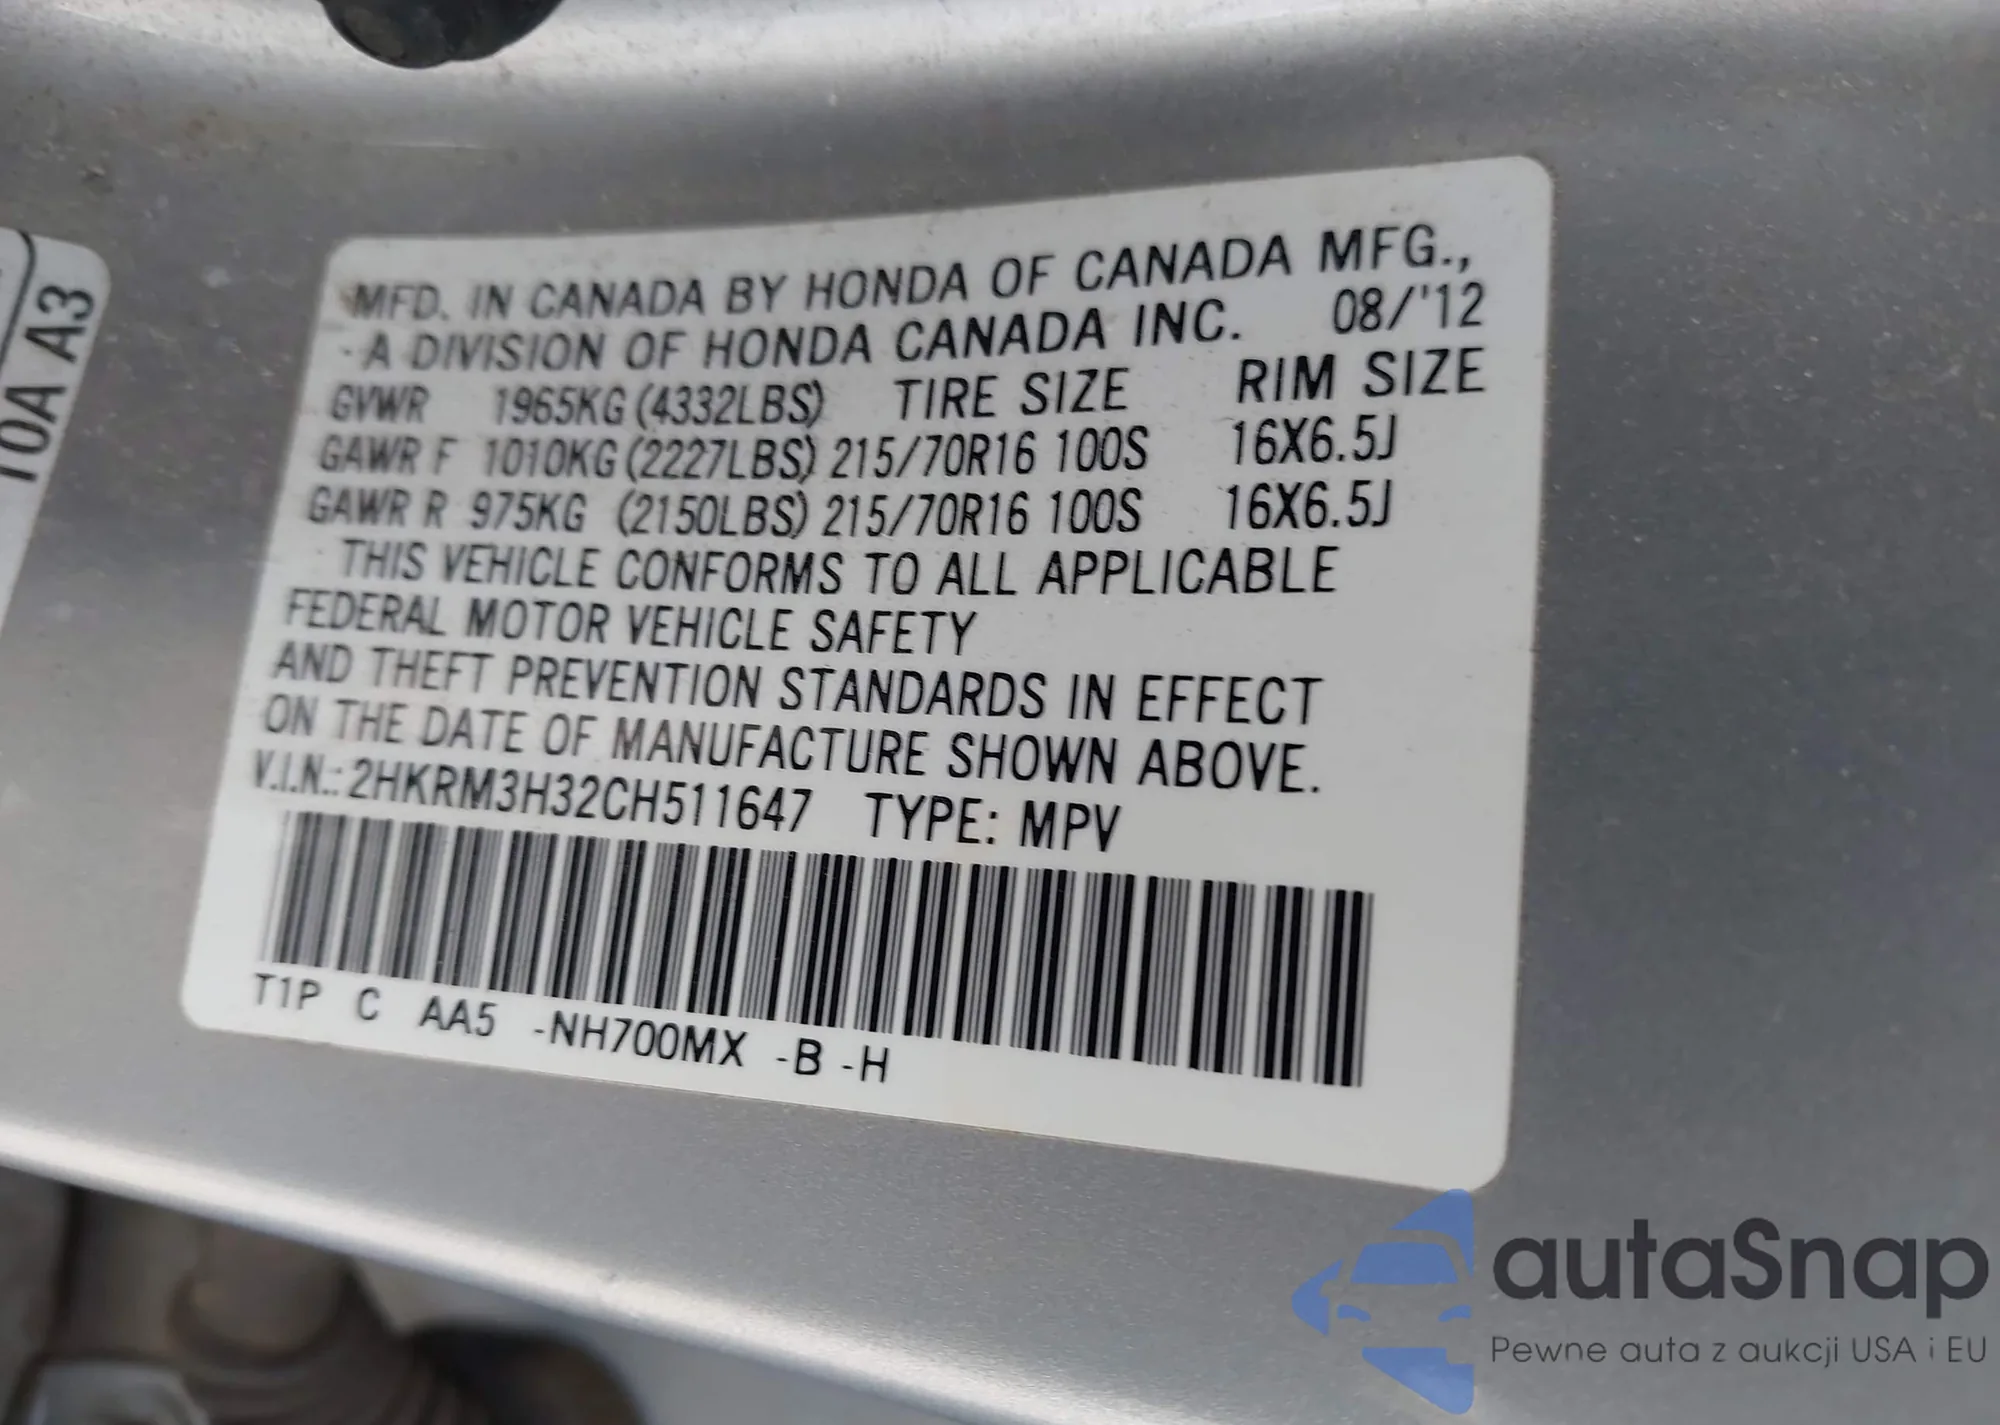 T0A A3
MFD. IN CANADA BY HONDA OF CANADA MFG.,
A DIVISION OF HONDA CANADA INC. 08/'12
GVWR 1965KG (4332LBS) TIRE SIZE RIM SIZE
GAWR F 1010KG (2227LBS) 215/70R16 100S 16X6.5J
GAWR R 975KG (2150LBS) 215/70R16 100S 16X6.5J
THIS VEHICLE CONFORMS TO ALL APPLICABLE
FEDERAL MOTOR VEHICLE SAFETY
AND THEFT PREVENTION STANDARDS IN EFFECT
ON THE DATE OF MANUFACTURE SHOWN ABOVE.
V.I.N.: 2HKRM3H32CH511647 TYPE: MPV
T1P C AA5 -NH700MX -B -H
autaSnap
Pewne auta z aukcji USA i EU